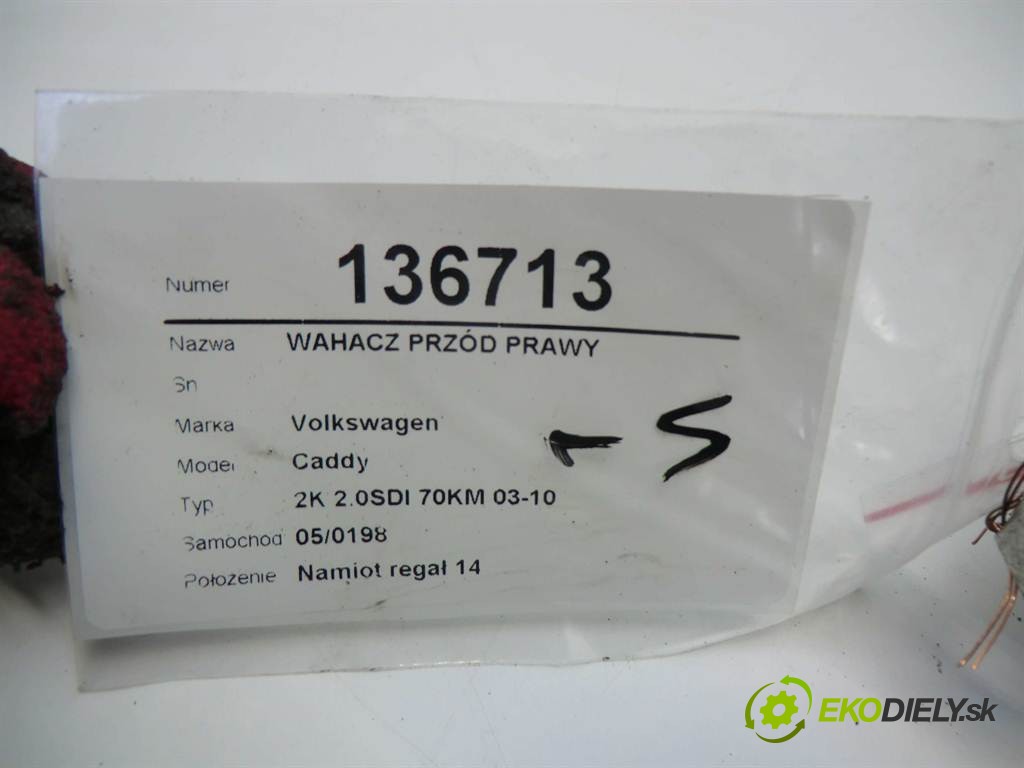 Numer 136713
Nazwa WAHACZ PRZÓD PRAWY
Sn
Marka Volkswagen
Model Caddy
Typ 2K 2.0SDI 70KM 03-10
Samochód 05/0198
Położenie Namiot regał 14
EKODIELY.sk